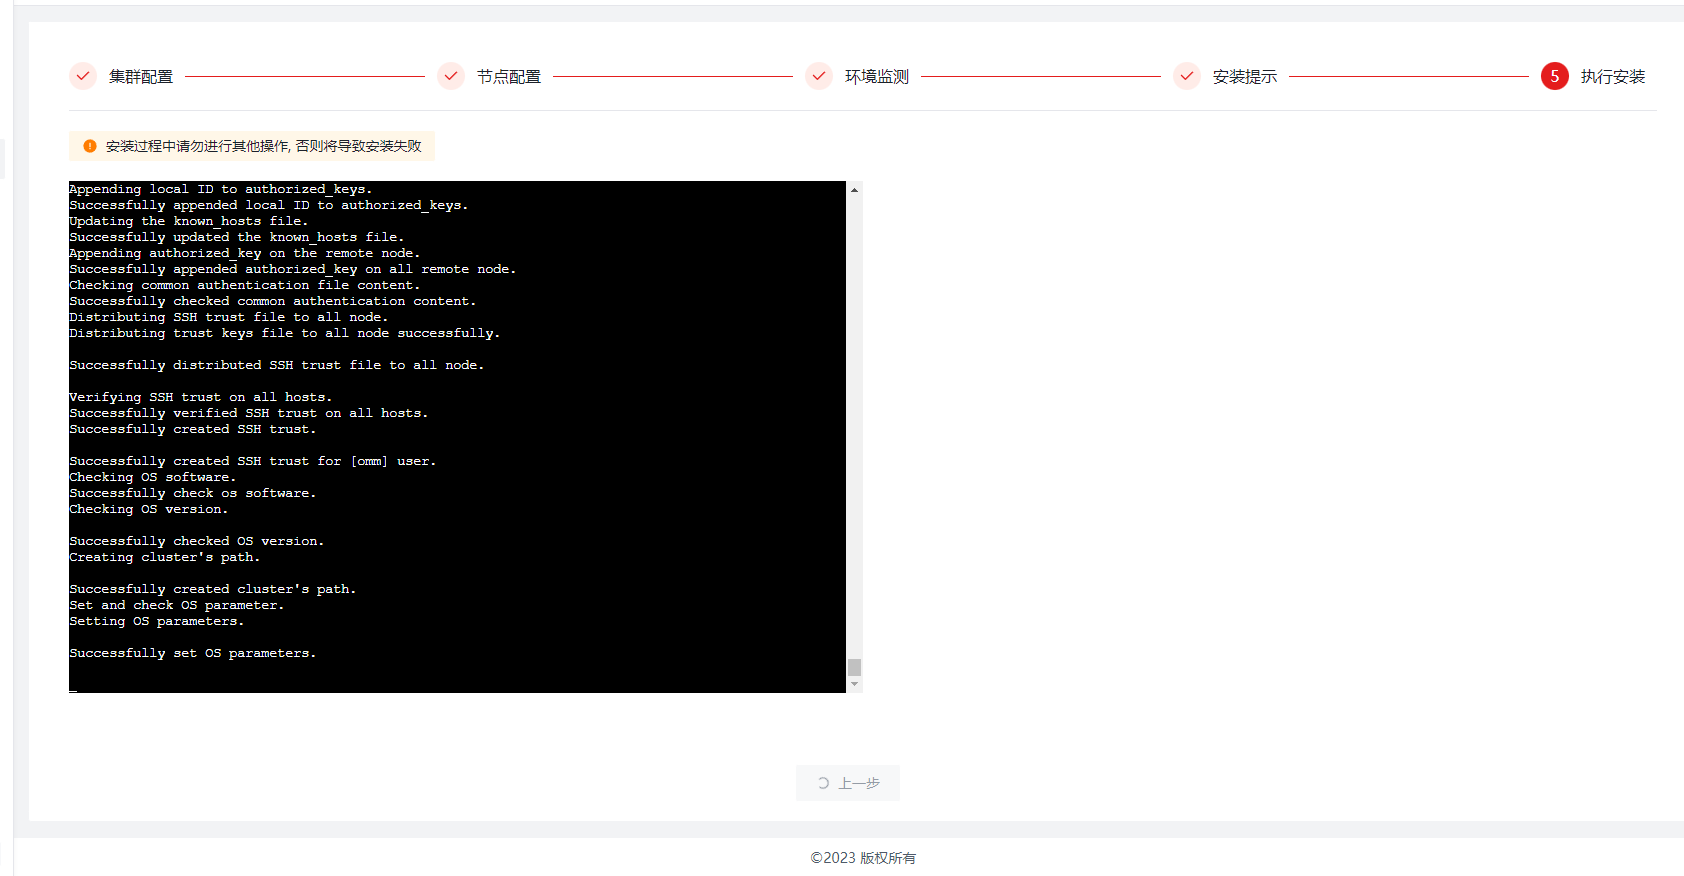 集群配置
节点配置
环境监测
安装提示
5 执行安装
安装过程中请勿进行其他操作, 否则将导致安装失败
Appending local ID to authorized_keys.
Successfully appended local ID to authorized_keys.
Updating the known_hosts file.
Successfully updated the known_hosts file.
Appending authorized_key on the remote node.
Successfully appended authorized_key on all remote node.
Checking common authentication file content.
Successfully checked common authentication content.
Distributing SSH trust file to all node.
Distributing trust keys file to all node successfully.
Successfully distributed SSH trust file to all node.
Verifying SSH trust on all hosts.
Successfully verified SSH trust on all hosts.
Successfully created SSH trust.
Successfully created SSH trust for [omm] user.
Checking OS software.
Successfully check os software.
Checking OS version.
Successfully checked OS version.
Creating cluster's path.
Successfully created cluster's path.
Set and check OS parameter.
Setting OS parameters.
Successfully set OS parameters.
上一步
©2023 版权所有